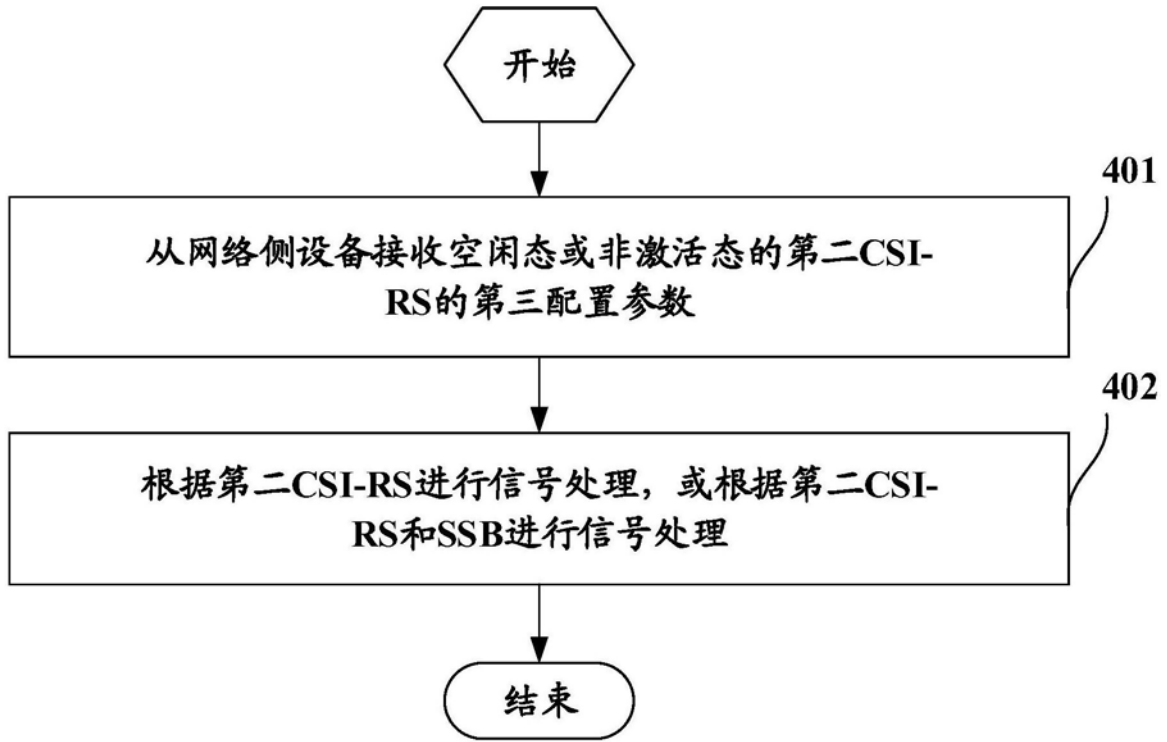 开始
401
从网络侧设备接收空闲态或非激活态的第二CSI-
RS的第三配置参数
402
根据第二CSI-RS进行信号处理，或根据第二CSI-
RS和SSB进行信号处理
结束